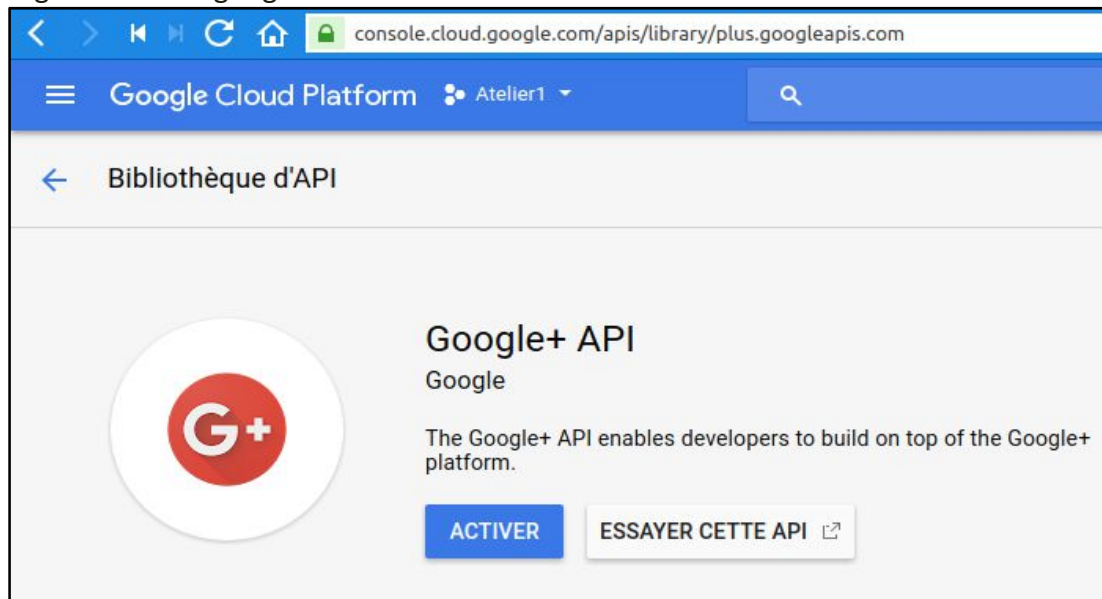 console.cloud.google.com/apis/library/plus.googleapis.com
Google Cloud Platform Atelier1
Bibliothèque d'API
G+
Google+ API
Google
The Google+ API enables developers to build on top of the Google+
platform.
ACTIVER ESSAYER CETTE API